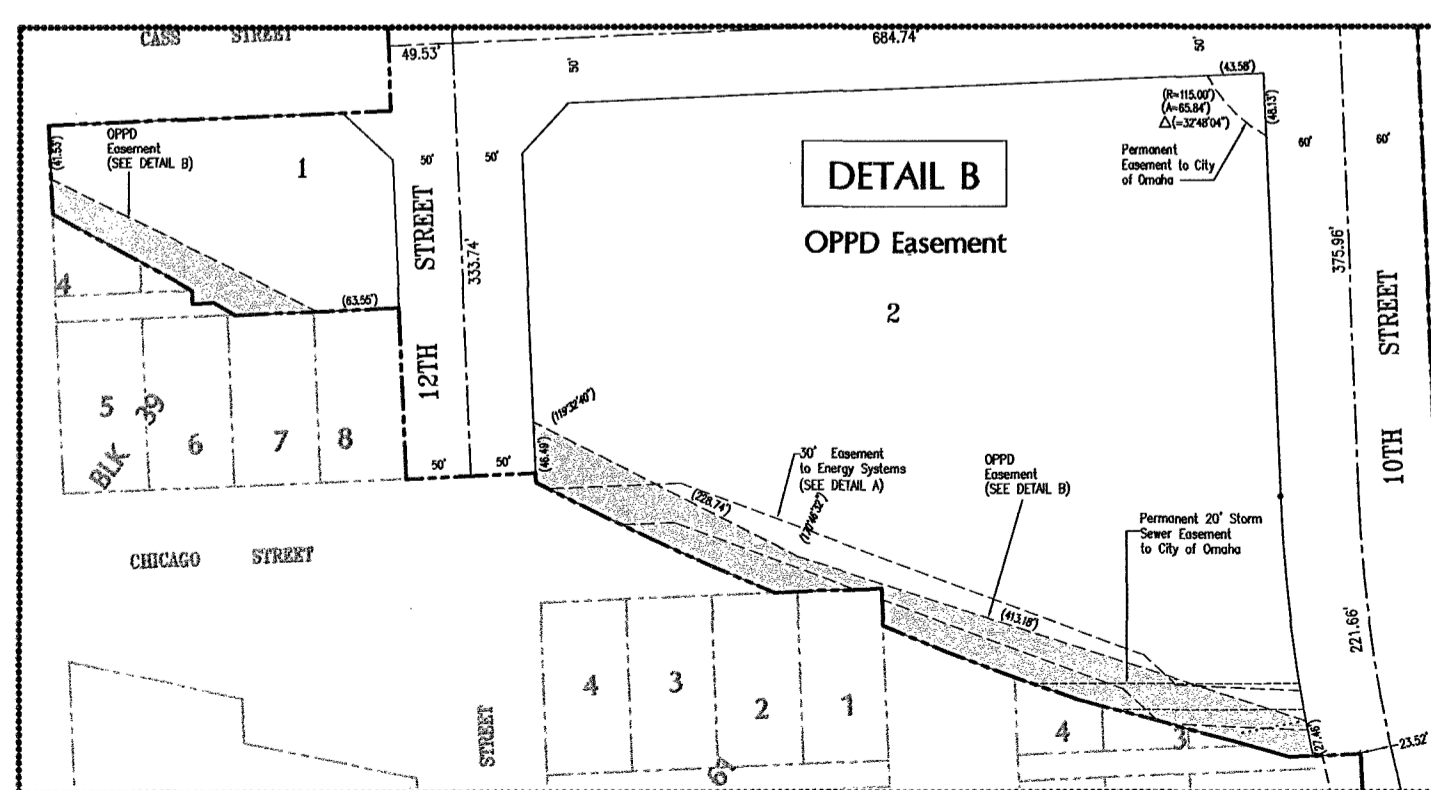 CASS STREET
49.53'
684.74'
50'
50'
(43.58')
(R=115.00')
(A=65.84')
△(=32°48'04")
(48.13')
OPPD
Easement
(SEE DETAIL B)
(41.53')
1
50'
50'
DETAIL B
OPPD Easement
2
Permanent
Easement to City
of Omaha
60'
60'
12TH STREET
333.74'
375.96'
10TH STREET
4
(63.55')
5
BLK 39
6
7
8
50'
50'
(119°32'40")
(46.49')
(228.74')
30' Easement
to Energy Systems
(SEE DETAIL A)
(170°46'32")
OPPD
Easement
(SEE DETAIL B)
Permanent 20' Storm
Sewer Easement
to City of Omaha
CHICAGO STREET
(413.18')
221.66'
STREET
4
3
2
1
4
3
(27.46')
23.52'